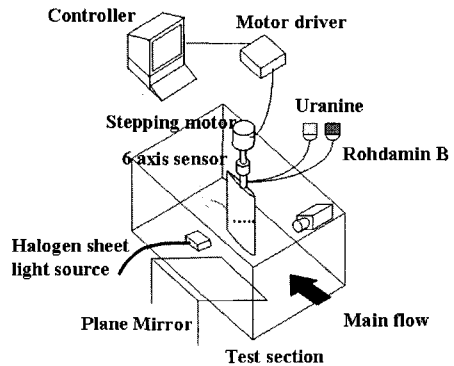 Controller
Motor driver
Uranine
Stepping motor
6 axis sensor
Rohdamin B
Halogen sheet
light source
Plane Mirror
Main flow
Test section